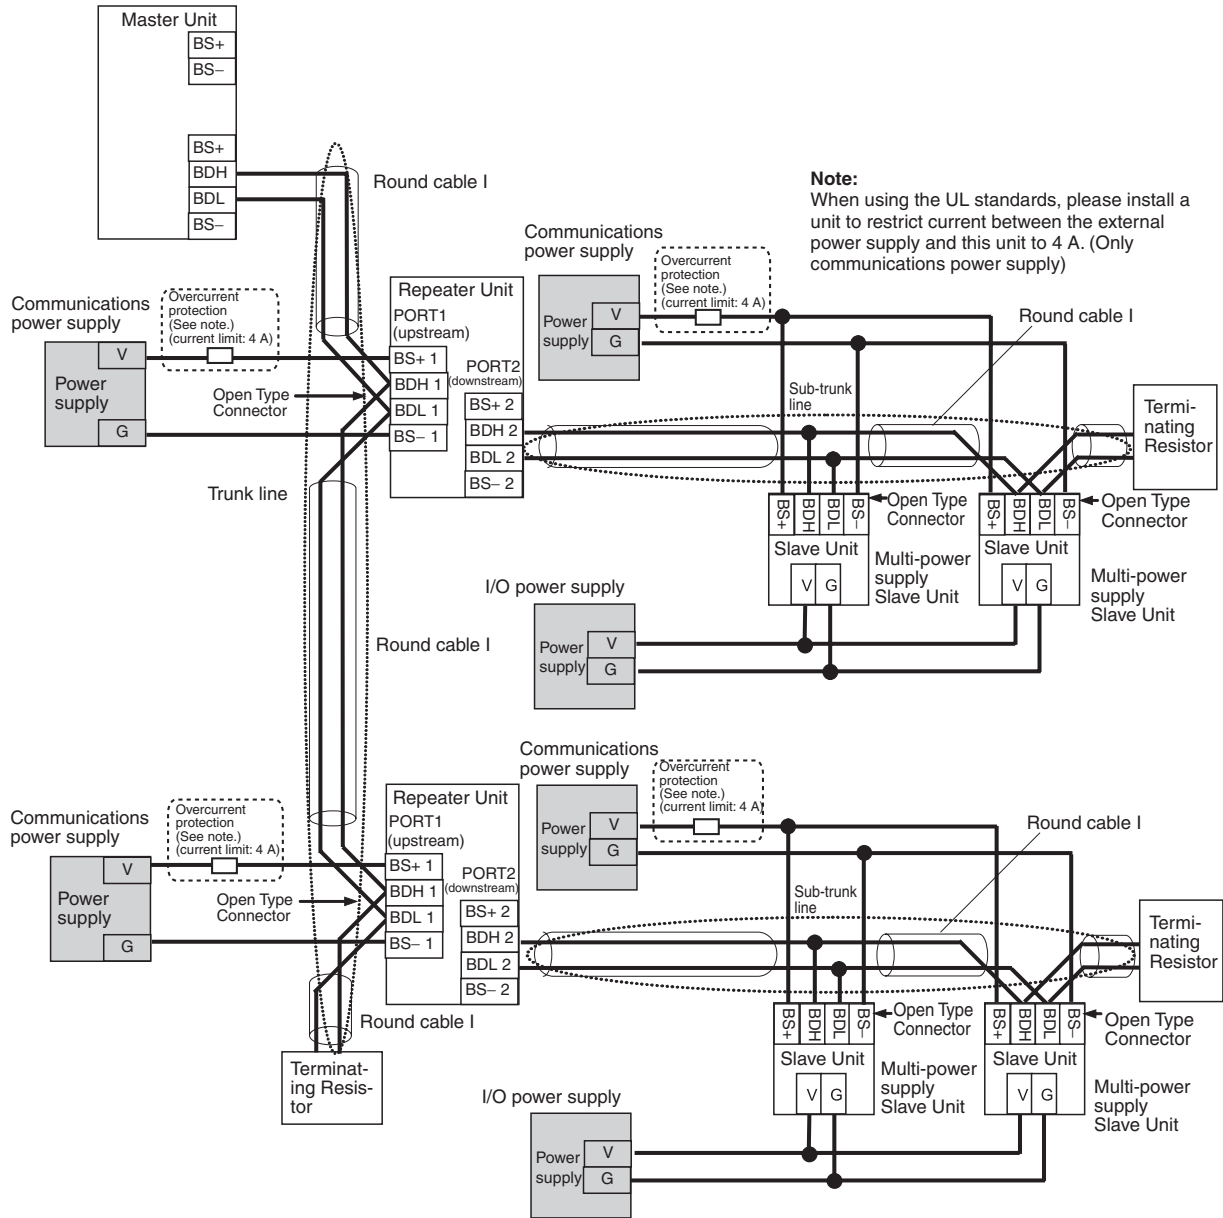 Master Unit
BS+
BS−
BS+
BDH
BDL
BS−
Round cable I
Note:
When using the UL standards, please install a
unit to restrict current between the external
power supply and this unit to 4 A. (Only
communications power supply)
Communications
power supply
Overcurrent
protection
(See note.)
(current limit: 4 A)
Power
supply
V
G
Open Type
Connector
Repeater Unit
PORT1
(upstream)
BS+ 1
BDH 1
BDL 1
BS− 1
PORT2
(downstream)
BS+ 2
BDH 2
BDL 2
BS− 2
Communications
power supply
Overcurrent
protection
(See note.)
(current limit: 4 A)
Power
supply
V
G
Round cable I
Sub-trunk
line
Termi-
nating
Resistor
BS+
BDH
BDL
BS−
Open Type
Connector
Slave Unit
V
G
Multi-power
supply
Slave Unit
BS+
BDH
BDL
BS−
Open Type
Connector
Slave Unit
V
G
Multi-power
supply
Slave Unit
I/O power supply
Power
supply
V
G
Trunk line
Round cable I
Communications
power supply
Overcurrent
protection
(See note.)
(current limit: 4 A)
Power
supply
V
G
Open Type
Connector
Repeater Unit
PORT1
(upstream)
BS+ 1
BDH 1
BDL 1
BS− 1
PORT2
(downstream)
BS+ 2
BDH 2
BDL 2
BS− 2
Round cable I
Terminat-
ing Resis-
tor
Communications
power supply
Overcurrent
protection
(See note.)
(current limit: 4 A)
Power
supply
V
G
Round cable I
Sub-trunk
line
Termi-
nating
Resistor
BS+
BDH
BDL
BS−
Open Type
Connector
Slave Unit
V
G
Multi-power
supply
Slave Unit
BS+
BDH
BDL
BS−
Open Type
Connector
Slave Unit
V
G
Multi-power
supply
Slave Unit
I/O power supply
Power
supply
V
G